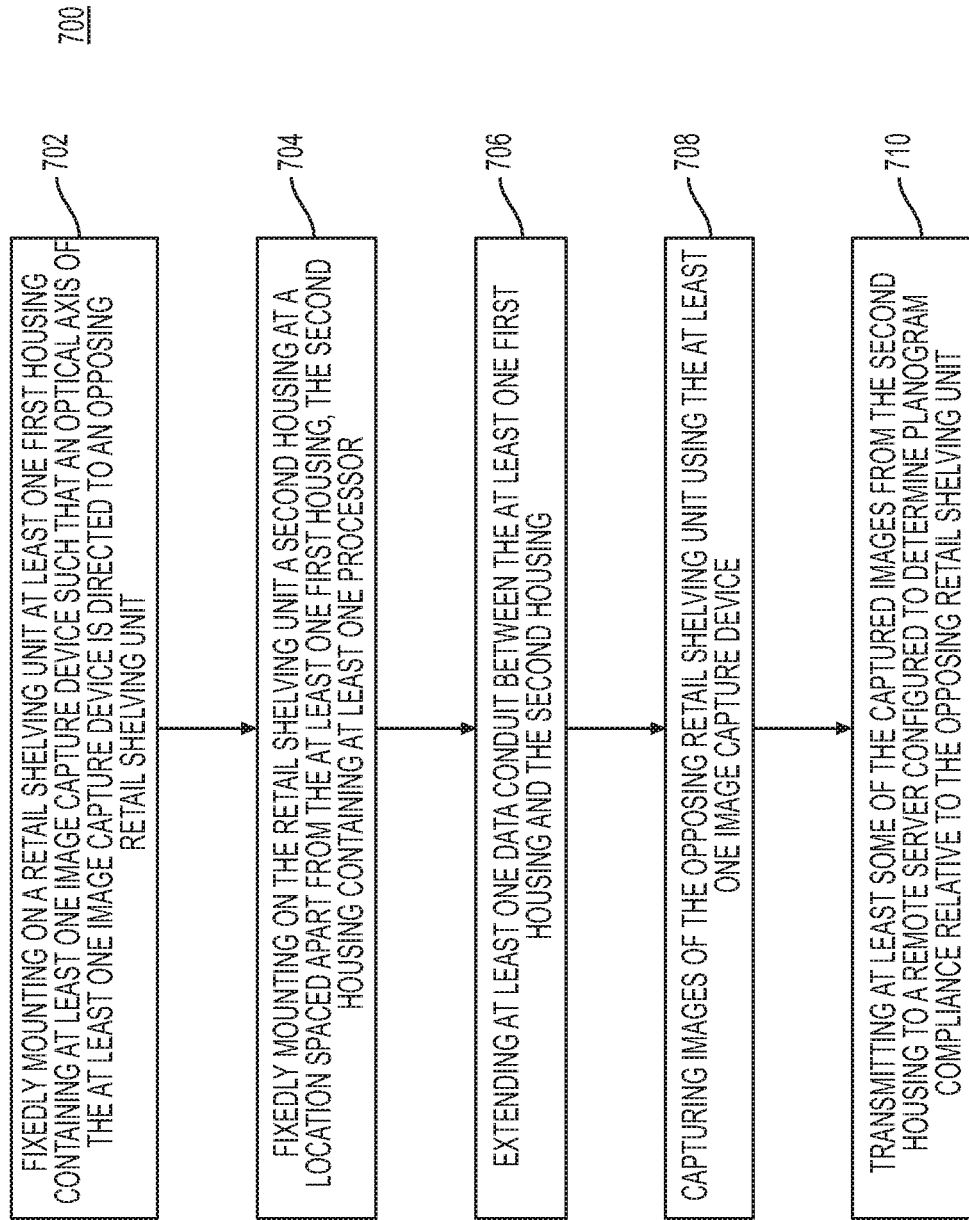 700
FIXEDLY MOUNTING ON A RETAIL SHELVING UNIT AT LEAST ONE FIRST HOUSING
CONTAINING AT LEAST ONE IMAGE CAPTURE DEVICE SUCH THAT AN OPTICAL AXIS OF
THE AT LEAST ONE IMAGE CAPTURE DEVICE IS DIRECTED TO AN OPPOSING
RETAIL SHELVING UNIT
702
FIXEDLY MOUNTING ON THE RETAIL SHELVING UNIT A SECOND HOUSING AT A
LOCATION SPACED APART FROM THE AT LEAST ONE FIRST HOUSING, THE SECOND
HOUSING CONTAINING AT LEAST ONE PROCESSOR
704
EXTENDING AT LEAST ONE DATA CONDUIT BETWEEN THE AT LEAST ONE FIRST
HOUSING AND THE SECOND HOUSING
706
CAPTURING IMAGES OF THE OPPOSING RETAIL SHELVING UNIT USING THE AT LEAST
ONE IMAGE CAPTURE DEVICE
708
TRANSMITTING AT LEAST SOME OF THE CAPTURED IMAGES FROM THE SECOND
HOUSING TO A REMOTE SERVER CONFIGURED TO DETERMINE PLANOGRAM
COMPLIANCE RELATIVE TO THE OPPOSING RETAIL SHELVING UNIT
710